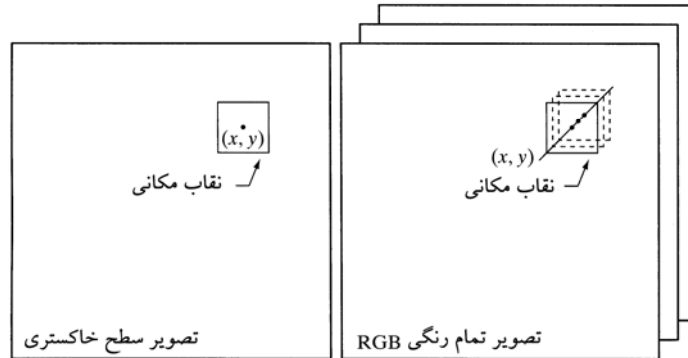 (x, y)
نقاب مکانی
تصویر سطح خاکستری
(x, y)
نقاب مکانی
تصویر تمام رنگی RGB